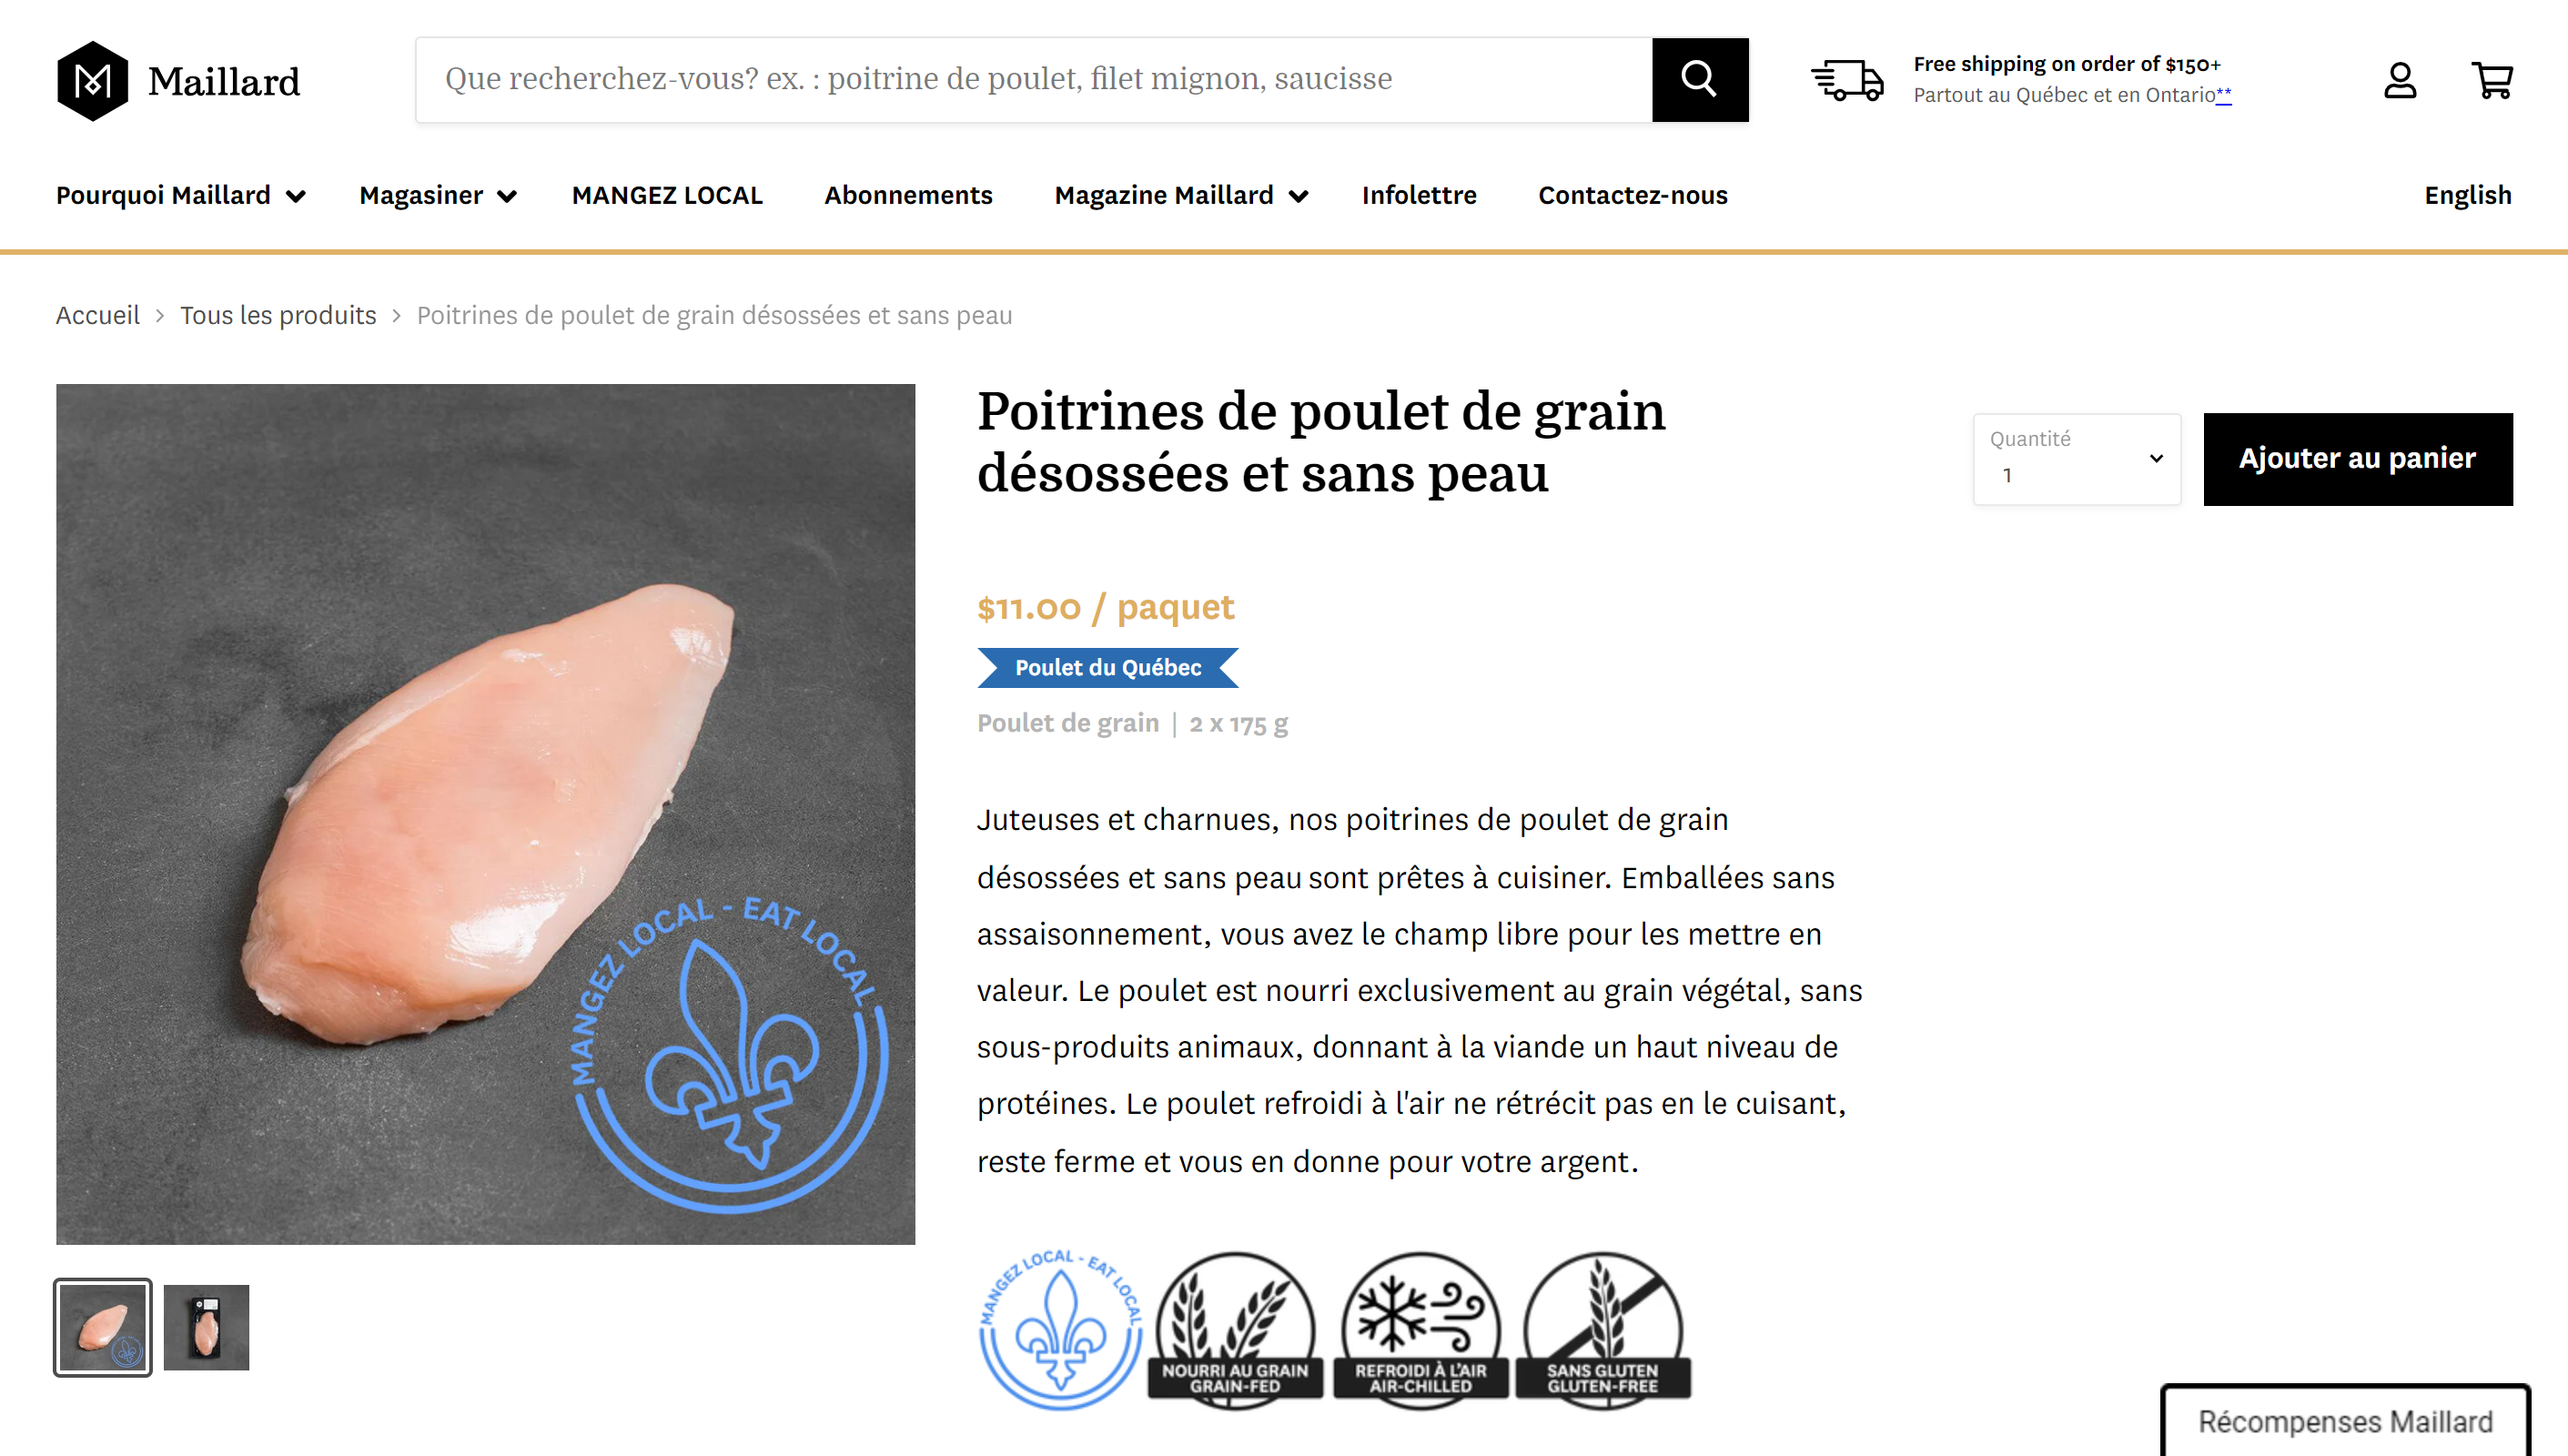 Maillard
Que recherchez-vous? ex. : poitrine de poulet, filet mignon, saucisse
Free shipping on order of $150+
Partout au Québec et en Ontario**
Pourquoi Maillard
Magasiner
MANGEZ LOCAL
Abonnements
Magazine Maillard
Infolettre
Contactez-nous
English
Accueil > Tous les produits > Poitrines de poulet de grain désossées et sans peau
MANGEZ LOCAL - EAT LOCAL
Poitrines de poulet de grain
désossées et sans peau
Quantité
1
Ajouter au panier
$11.00 / paquet
Poulet du Québec
Poulet de grain | 2 x 175 g
Juteuses et charnues, nos poitrines de poulet de grain
désossées et sans peau sont prêtes à cuisiner. Emballées sans
assaisonnement, vous avez le champ libre pour les mettre en
valeur. Le poulet est nourri exclusivement au grain végétal, sans
sous-produits animaux, donnant à la viande un haut niveau de
protéines. Le poulet refroidi à l'air ne rétrécit pas en le cuisant,
reste ferme et vous en donne pour votre argent.
MANGEZ LOCAL - EAT LOCAL
NOURRI AU GRAIN
GRAIN-FED
REFROIDI À L'AIR
AIR-CHILLED
SANS GLUTEN
GLUTEN-FREE
Récompenses Maillard